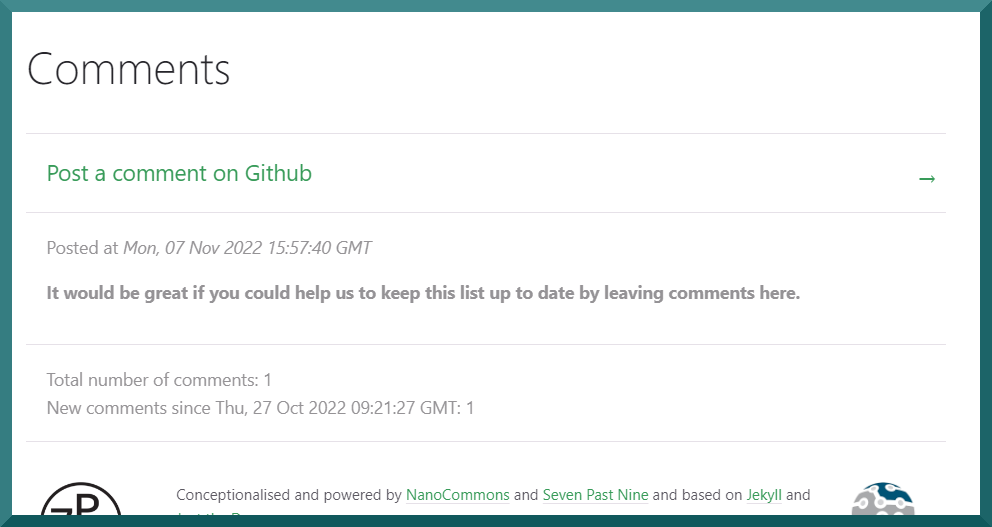 Comments
Post a comment on Github →
Posted at Mon, 07 Nov 2022 15:57:40 GMT
It would be great if you could help us to keep this list up to date by leaving comments here.
Total number of comments: 1
New comments since Thu, 27 Oct 2022 09:21:27 GMT: 1
Conceptionalised and powered by NanoCommons and Seven Past Nine and based on Jekyll and